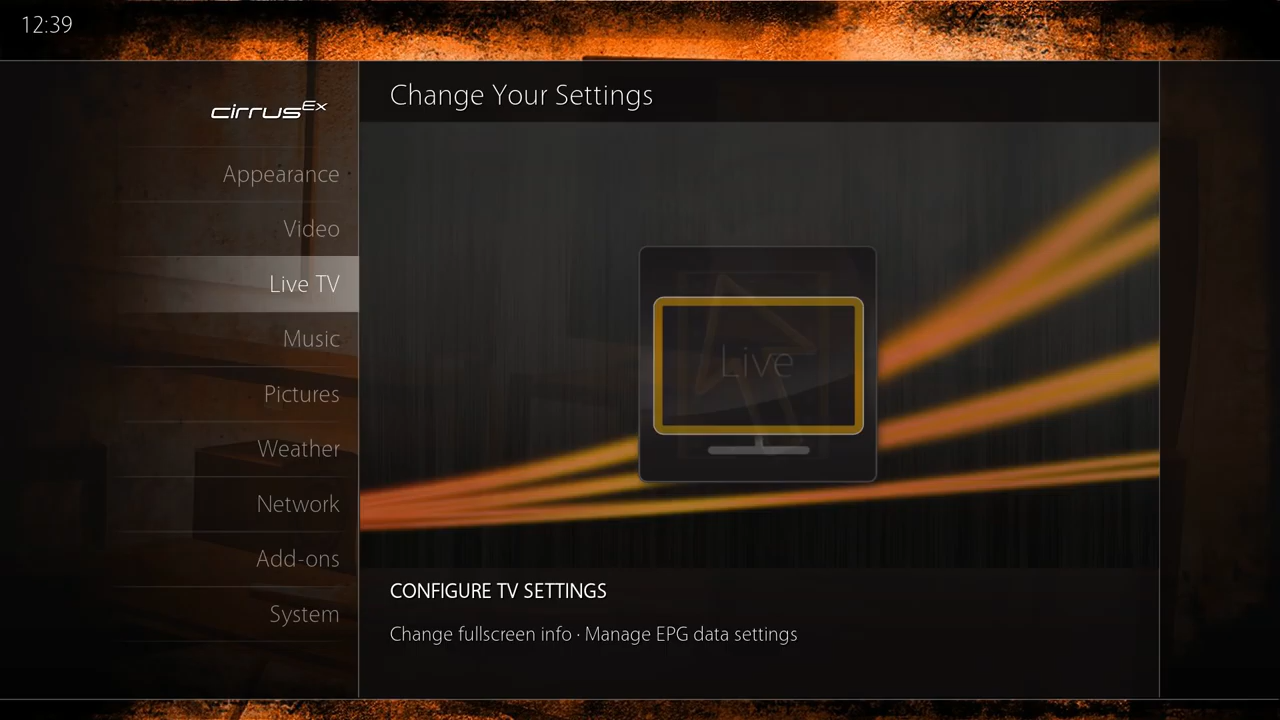 12:39
cirrusEx
Appearance
Video
Live TV
Music
Pictures
Weather
Network
Add-ons
System
Change Your Settings
Live
CONFIGURE TV SETTINGS
Change fullscreen info · Manage EPG data settings